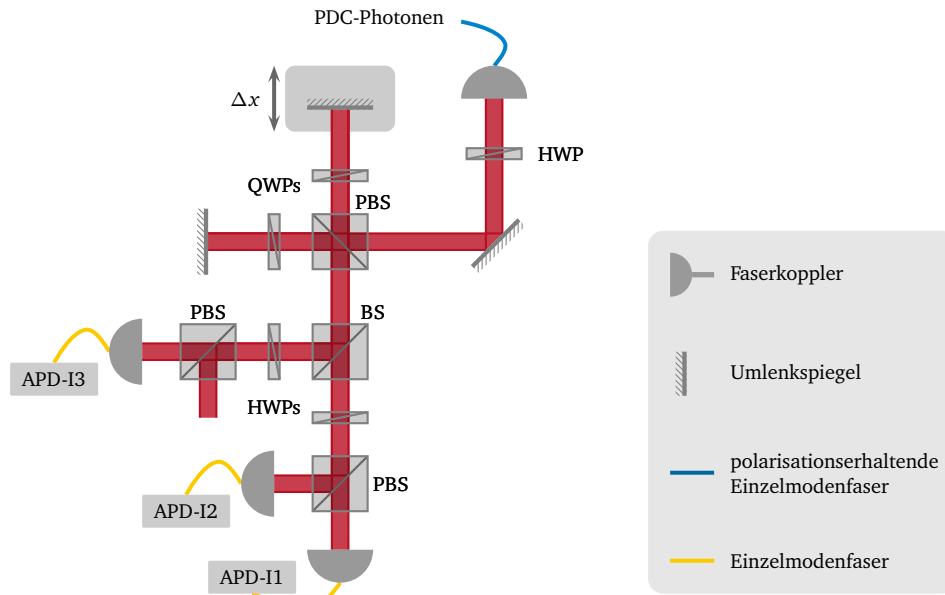 PDC-Photonen
Δx
HWP
QWPs
PBS
PBS
BS
Faserkoppler
APD-I3
Umlenkspiegel
HWPs
polarisationserhaltende
Einzelmodenfaser
PBS
APD-I2
Einzelmodenfaser
APD-I1